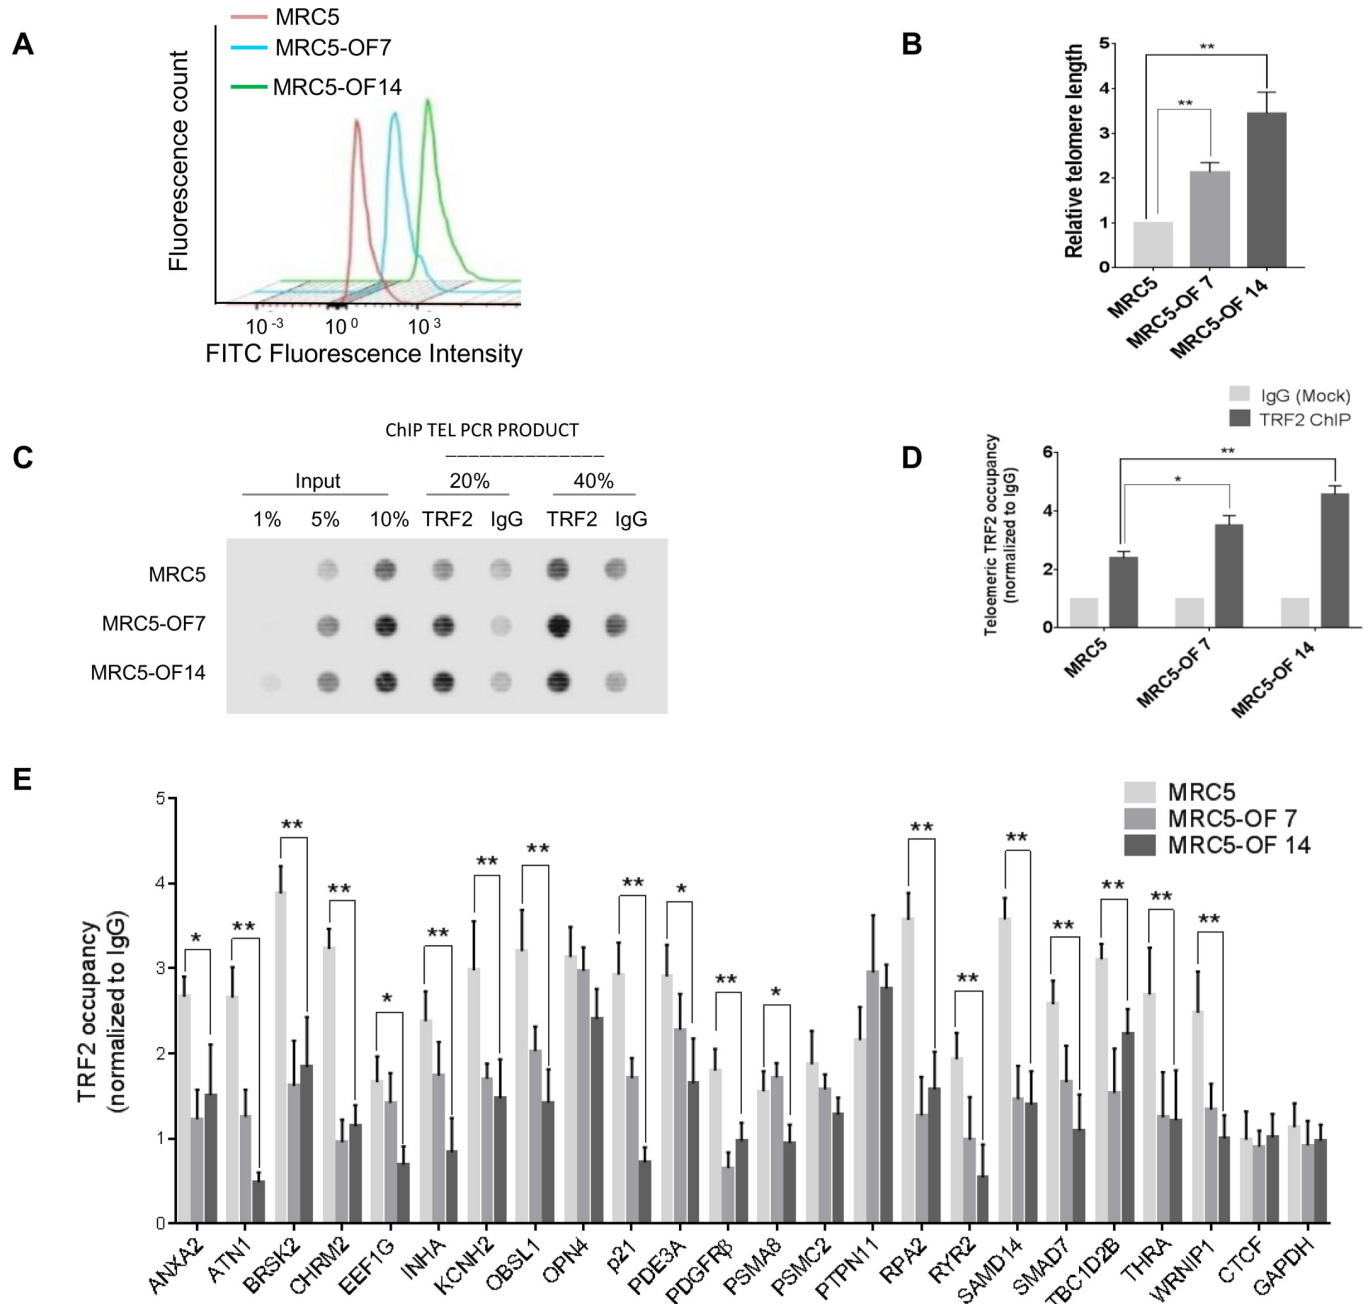 A
MRC5
MRC5-OF7
MRC5-OF14
Fluorescence count
10-3 100 103
FITC Fluorescence Intensity
B
Relative telomere length
5
4
3
2
1
0
**
**
MRC5
MRC5-OF 7
MRC5-OF 14
C
ChIP TEL PCR PRODUCT
Input 20% 40%
1% 5% 10% TRF2 IgG TRF2 IgG
MRC5
MRC5-OF7
MRC5-OF14
D
IgG (Mock)
TRF2 ChIP
Teloemeric TRF2 occupancy
(normalized to IgG)
6
4
2
0
**
*
MRC5
MRC5-OF 7
MRC5-OF 14
E
MRC5
MRC5-OF 7
MRC5-OF 14
TRF2 occupancy
(normalized to IgG)
5
4
3
2
1
0
* ** ** ** * ** ** ** ** * ** * ** ** ** ** ** ** **
ANXA2
ATN1
BRSK2
CHRM2
EEF1G
INHA
KCNH2
OBSL1
OPN4
p21
PDE3A
PDGFRβ
PSMA8
PSMC2
PTPN11
RPA2
RYR2
SAMD14
SMAD7
TBC1D2B
THRA
WRNIP1
CTCF
GAPDH